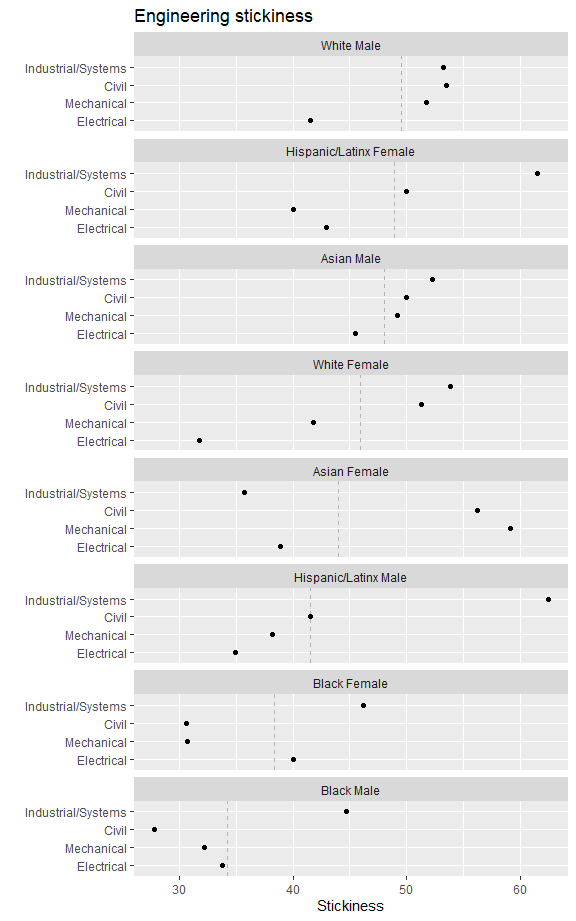 Engineering stickiness
White Male
Industrial/Systems
Civil
Mechanical
Electrical
Hispanic/Latinx Female
Industrial/Systems
Civil
Mechanical
Electrical
Asian Male
Industrial/Systems
Civil
Mechanical
Electrical
White Female
Industrial/Systems
Civil
Mechanical
Electrical
Asian Female
Industrial/Systems
Civil
Mechanical
Electrical
Hispanic/Latinx Male
Industrial/Systems
Civil
Mechanical
Electrical
Black Female
Industrial/Systems
Civil
Mechanical
Electrical
Black Male
Industrial/Systems
Civil
Mechanical
Electrical
30 40 50 60
Stickiness